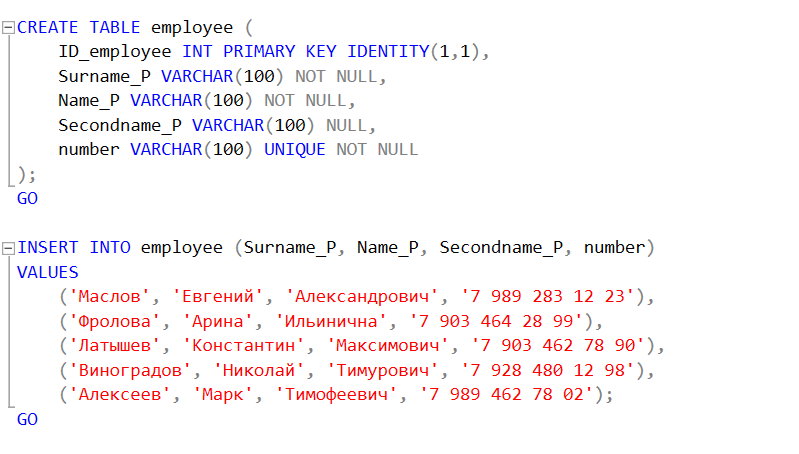 CREATE TABLE employee (
    ID_employee INT PRIMARY KEY IDENTITY(1,1),
    Surname_P VARCHAR(100) NOT NULL,
    Name_P VARCHAR(100) NOT NULL,
    Secondname_P VARCHAR(100) NULL,
    number VARCHAR(100) UNIQUE NOT NULL
);
GO

INSERT INTO employee (Surname_P, Name_P, Secondname_P, number)
VALUES
    ('Маслов', 'Евгений', 'Александрович', '7 989 283 12 23'),
    ('Фролова', 'Арина', 'Ильинична', '7 903 464 28 99'),
    ('Латышев', 'Константин', 'Максимович', '7 903 462 78 90'),
    ('Виноградов', 'Николай', 'Тимурович', '7 928 480 12 98'),
    ('Алексеев', 'Марк', 'Тимофеевич', '7 989 462 78 02');
GO